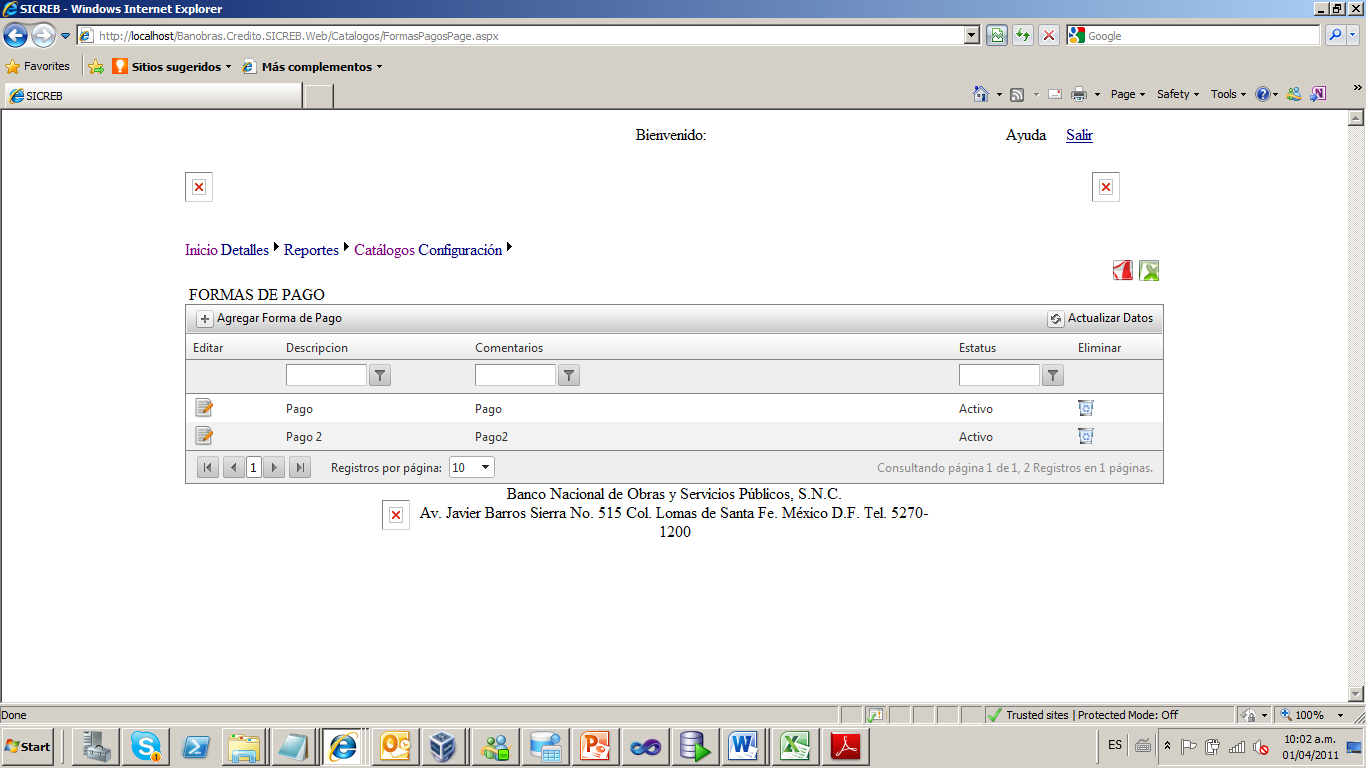 SICREB - Windows Internet Explorer
http://localhost/Banobras.Credito.SICREB.Web/Catalogos/FormasPagosPage.aspx
Google
Favorites
Sitios sugeridos
Más complementos
SICREB
Page
Safety
Tools
»
Bienvenido:
Ayuda
Salir
Inicio Detalles Reportes Catálogos Configuración
FORMAS DE PAGO
Agregar Forma de Pago
Actualizar Datos
Editar Descripcion Comentarios Estatus Eliminar
Pago Pago Activo
Pago 2 Pago2 Activo
1 Registros por página: 10 Consultando página 1 de 1, 2 Registros en 1 páginas.
Banco Nacional de Obras y Servicios Públicos, S.N.C.
Av. Javier Barros Sierra No. 515 Col. Lomas de Santa Fe. México D.F. Tel. 5270-
1200
Done
Trusted sites | Protected Mode: Off
100%
Start
ES
10:02 a.m.
01/04/2011